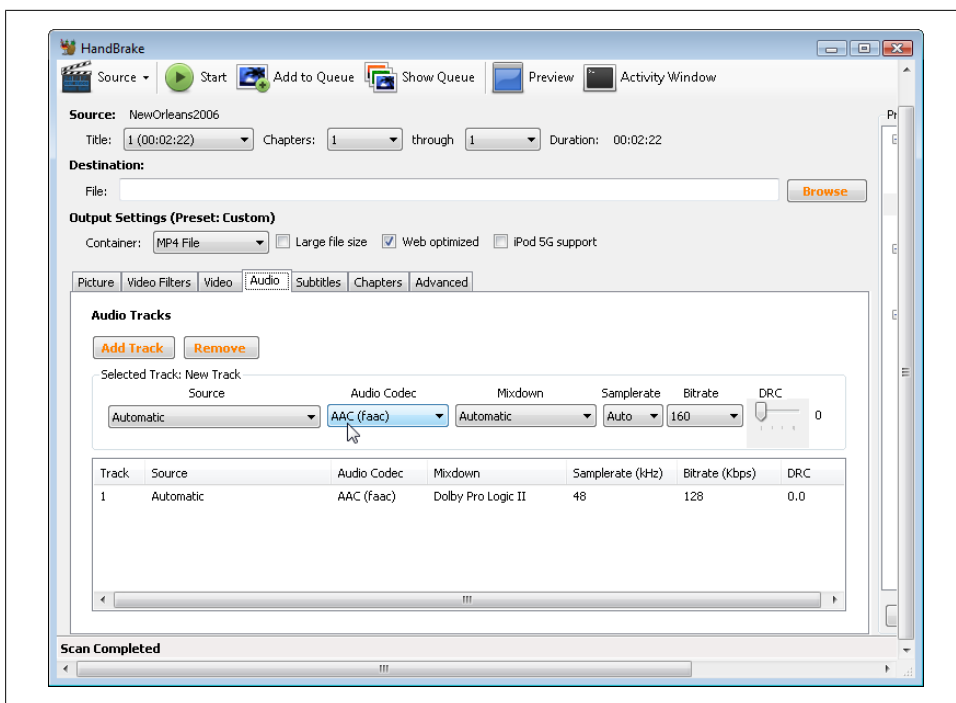 HandBrake
Source Start Add to Queue Show Queue Preview Activity Window
Source: NewOrleans2006 Pr
Title: 1 (00:02:22) Chapters: 1 through 1 Duration: 00:02:22
Destination:
File: Browse
Output Settings (Preset: Custom)
Container: MP4 File Large file size Web optimized iPod 5G support
Picture Video Filters Video Audio Subtitles Chapters Advanced
Audio Tracks
Add Track Remove
Selected Track: New Track
Source Audio Codec Mixdown Samplerate Bitrate DRC
Automatic AAC (faac) Automatic Auto 160 0
Track Source Audio Codec Mixdown Samplerate (kHz) Bitrate (Kbps) DRC
1 Automatic AAC (faac) Dolby Pro Logic II 48 128 0.0
Scan Completed